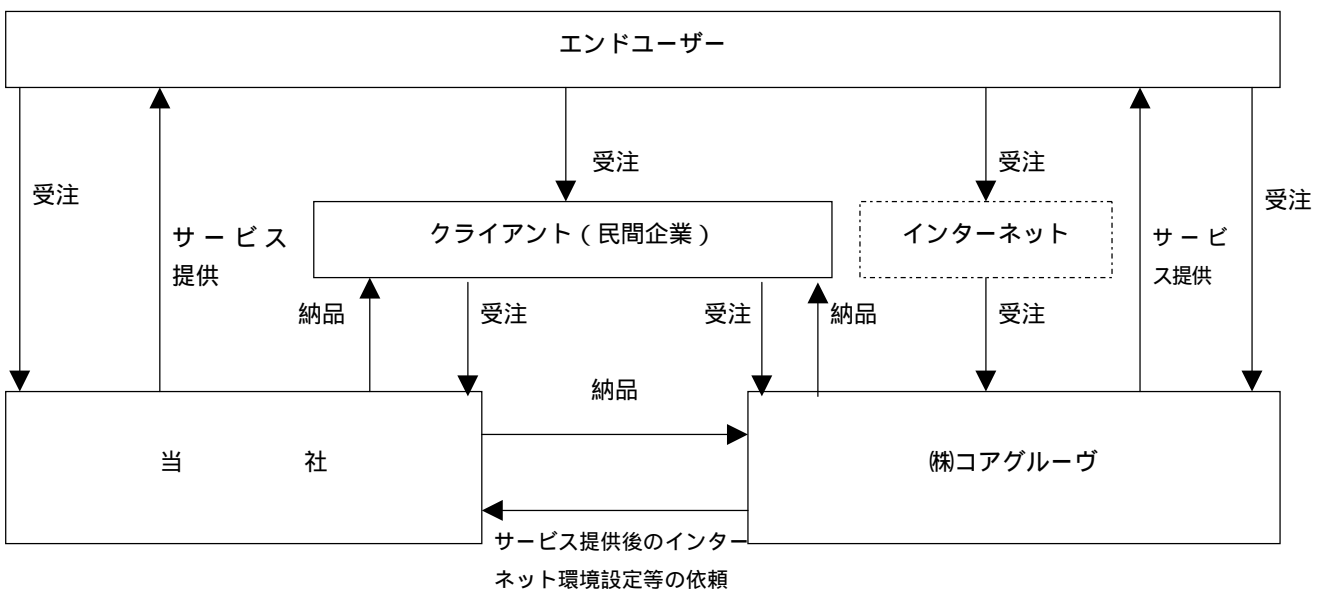 エンドユーザー
受注
受注
受注
受注
サービス
提供
クライアント(民間企業)
インターネット
サービ
ス提供
納品
受注
受注
納品
受注
納品
当 社
㈱コアグルーヴ
サービス提供後のインター
ネット環境設定等の依頼